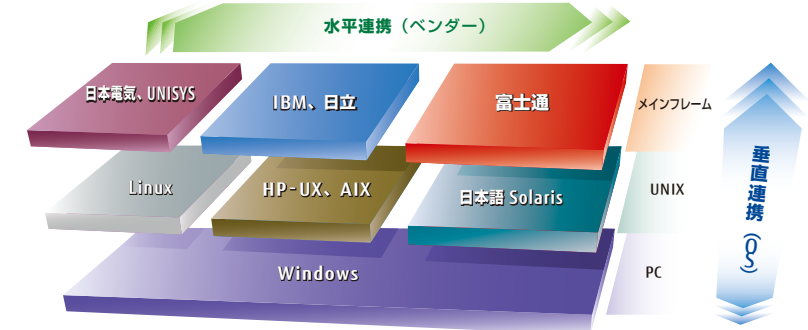 水平連携（ベンダー）
日本電気、UNISYS
IBM、日立
富士通
メインフレーム
Linux
HP-UX、AIX
日本語 Solaris
UNIX
Windows
PC
垂直連携（OS）